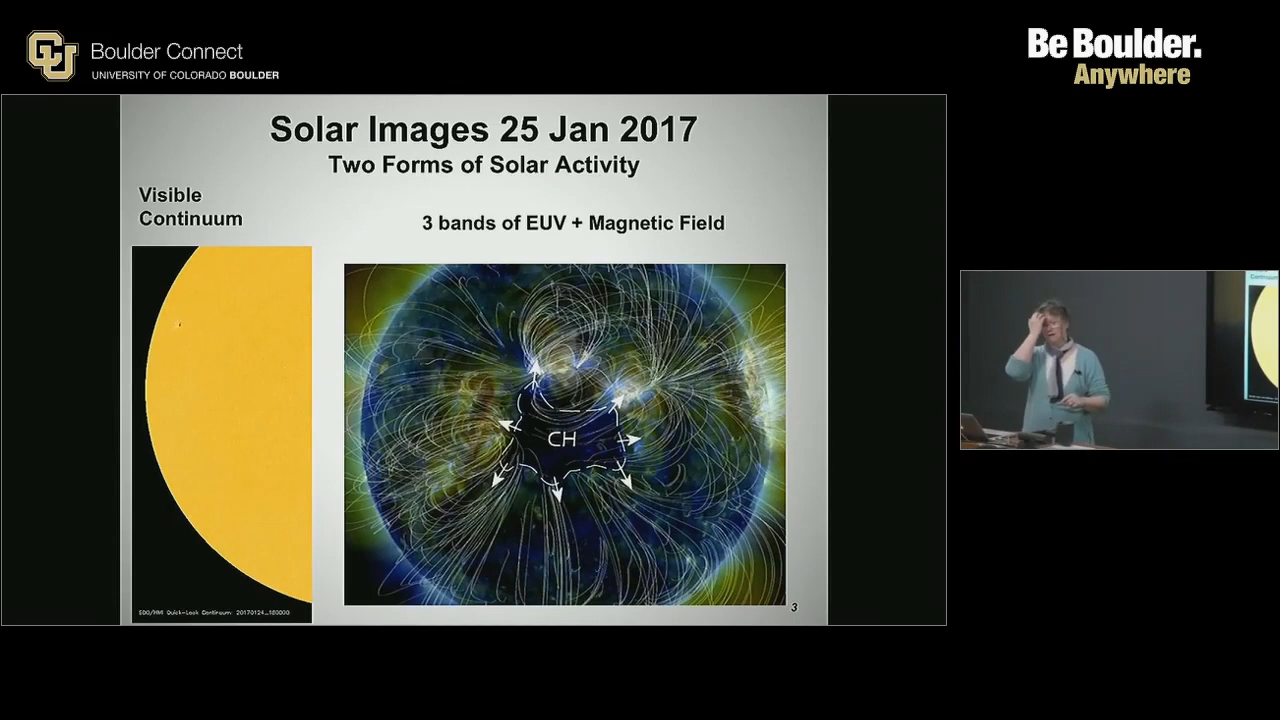 CU
Boulder Connect
UNIVERSITY OF COLORADO BOULDER
Be Boulder.
Anywhere
Solar Images 25 Jan 2017
Two Forms of Solar Activity
Visible
Continuum
3 bands of EUV + Magnetic Field
CH
SDO/HMI Quick-Look Continuum: 20170124_180000
3
Continuum